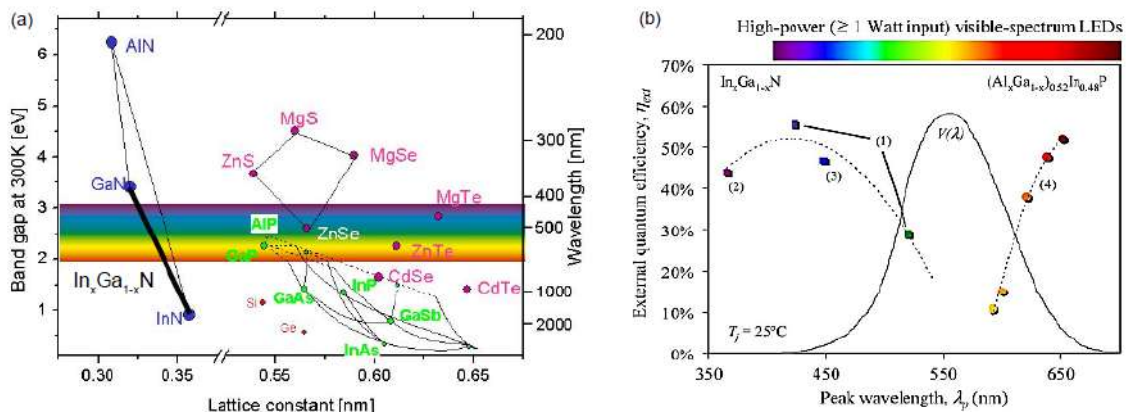 (a)
Band gap at 300K [eV]
6
5
4
3
2
1
AlN
GaN
InN
InₓGa₁₋ₓN
MgS
ZnS
MgSe
MgTe
AlP
ZnSe
GaP
ZnTe
CdSe
InP
CdTe
GaAs
Si
GaSb
Ge
InAs
200
300
400
600
1000
2000
Wavelength [nm]
0.30 0.35 0.55 0.60 0.65
Lattice constant [nm]
(b)
High-power (≥ 1 Watt input) visible-spectrum LEDs
External quantum efficiency, ηext
70%
60%
50%
40%
30%
20%
10%
0%
InₓGa₁₋ₓN
(AlₓGa₁₋ₓ)₀.₅₂In₀.₄₈P
V(λ)
(1)
(2)
(3)
(4)
Tj = 25°C
350 450 550 650
Peak wavelength, λp (nm)